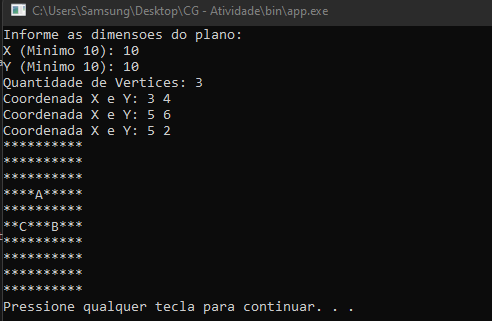 C:\Users\Samsung\Desktop\CG - Atividade\bin\app.exe
Informe as dimensoes do plano:
X (Minimo 10): 10
Y (Minimo 10): 10
Quantidade de Vertices: 3
Coordenada X e Y: 3 4
Coordenada X e Y: 5 6
Coordenada X e Y: 5 2
**********
**********
**********
****A*****
**********
**C***B***
**********
**********
**********
**********
Pressione qualquer tecla para continuar. . .